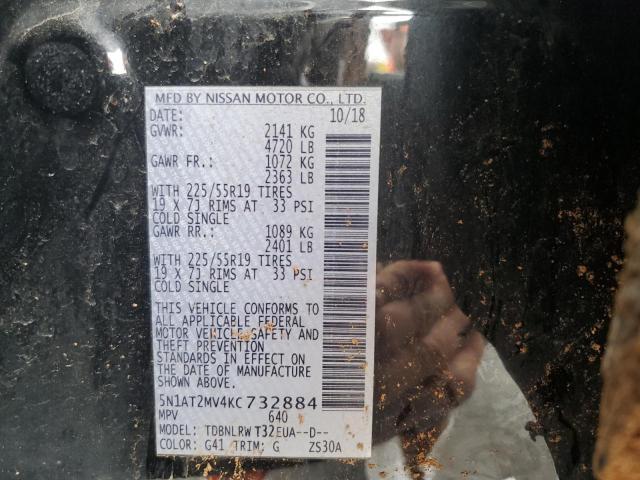 MFD BY NISSAN MOTOR CO., LTD.
DATE: 10/18
GVWR: 2141 KG
4720 LB
GAWR FR.: 1072 KG
2363 LB
WITH 225/55R19 TIRES
19 X 7J RIMS AT 33 PSI
COLD SINGLE
GAWR RR.: 1089 KG
2401 LB
WITH 225/55R19 TIRES
19 X 7J RIMS AT 33 PSI
COLD SINGLE
THIS VEHICLE CONFORMS TO
ALL APPLICABLE FEDERAL
MOTOR VEHICLE SAFETY AND
THEFT PREVENTION
STANDARDS IN EFFECT ON
THE DATE OF MANUFACTURE
SHOWN ABOVE.
5N1AT2MV4KC732884
MPV 640
MODEL: TDBNLRW T32EUA--D--
COLOR: G41 TRIM: G ZS30A